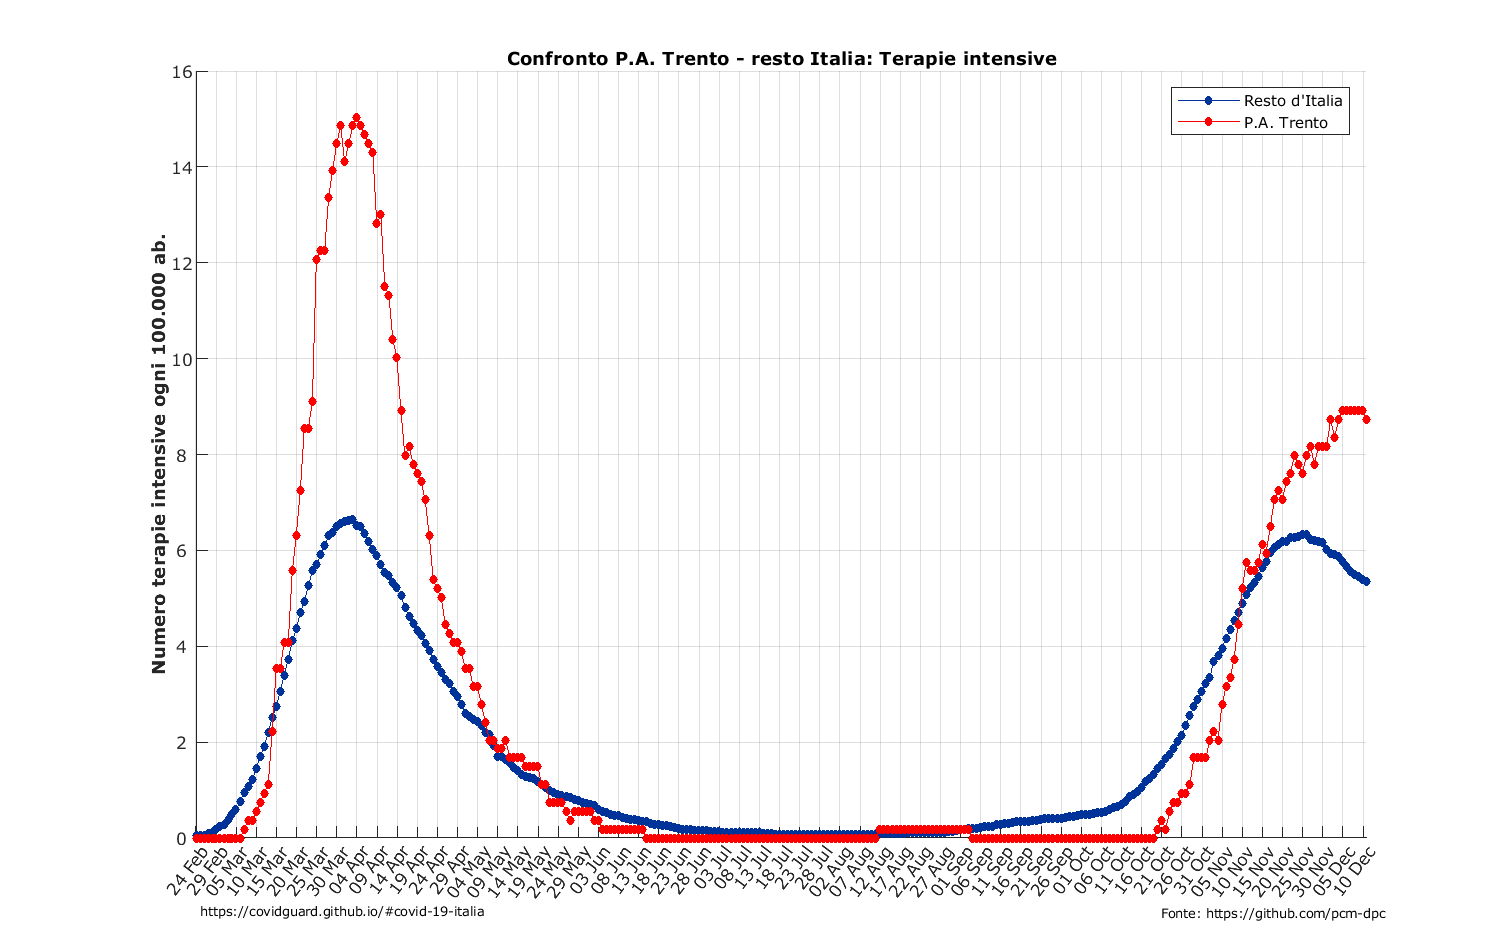 Confronto P.A. Trento - resto Italia: Terapie intensive
Resto d'Italia
P.A. Trento
Numero terapie intensive ogni 100.000 ab.
16
14
12
10
8
6
4
2
0
24 Feb
29 Feb
05 Mar
10 Mar
15 Mar
20 Mar
25 Mar
30 Mar
04 Apr
09 Apr
14 Apr
19 Apr
24 Apr
29 Apr
04 May
09 May
14 May
19 May
24 May
29 May
03 Jun
08 Jun
13 Jun
18 Jun
23 Jun
28 Jun
03 Jul
08 Jul
13 Jul
18 Jul
23 Jul
28 Jul
02 Aug
07 Aug
12 Aug
17 Aug
22 Aug
27 Aug
01 Sep
06 Sep
11 Sep
16 Sep
21 Sep
26 Sep
01 Oct
06 Oct
11 Oct
16 Oct
21 Oct
26 Oct
31 Oct
05 Nov
10 Nov
15 Nov
20 Nov
25 Nov
30 Nov
05 Dec
10 Dec
https://covidguard.github.io/#covid-19-italia
Fonte: https://github.com/pcm-dpc